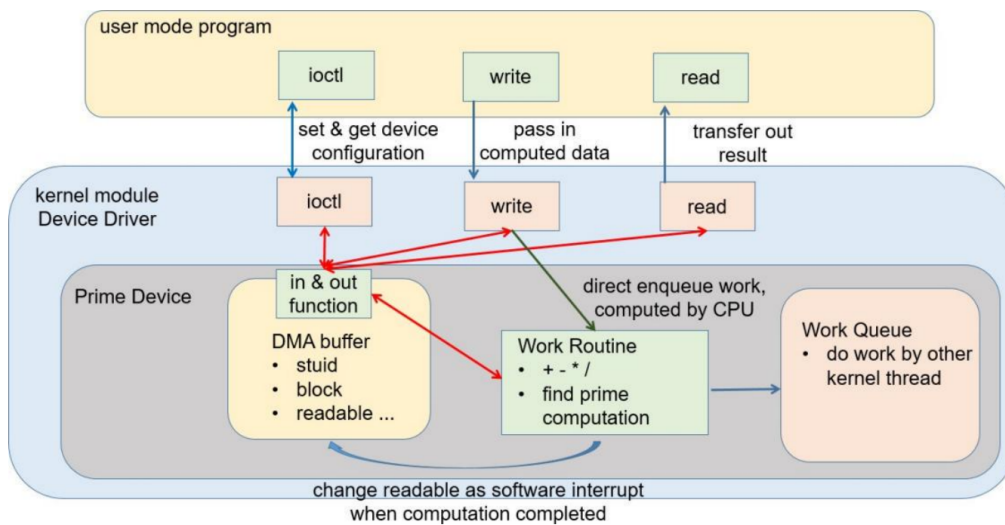 user mode program
ioctl
write
read
set & get device
configuration
pass in
computed data
transfer out
result
kernel module
Device Driver
ioctl
write
read
Prime Device
in & out
function
direct enqueue work,
computed by CPU
DMA buffer
• stuid
• block
• readable ...
Work Routine
• + - * /
• find prime
computation
Work Queue
• do work by other
kernel thread
change readable as software interrupt
when computation completed